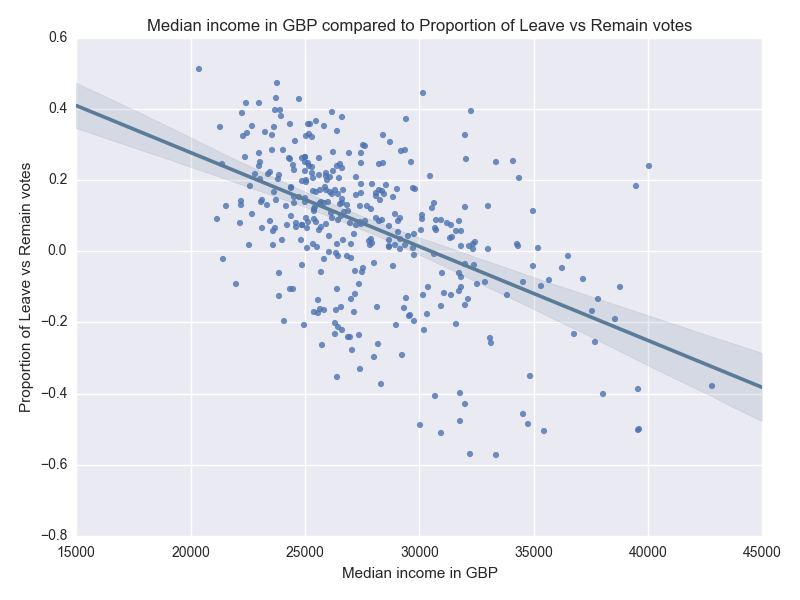 Median income in GBP compared to Proportion of Leave vs Remain votes
0.6
0.4
0.2
0.0
−0.2
−0.4
−0.6
−0.8
Proportion of Leave vs Remain votes
15000 20000 25000 30000 35000 40000 45000
Median income in GBP